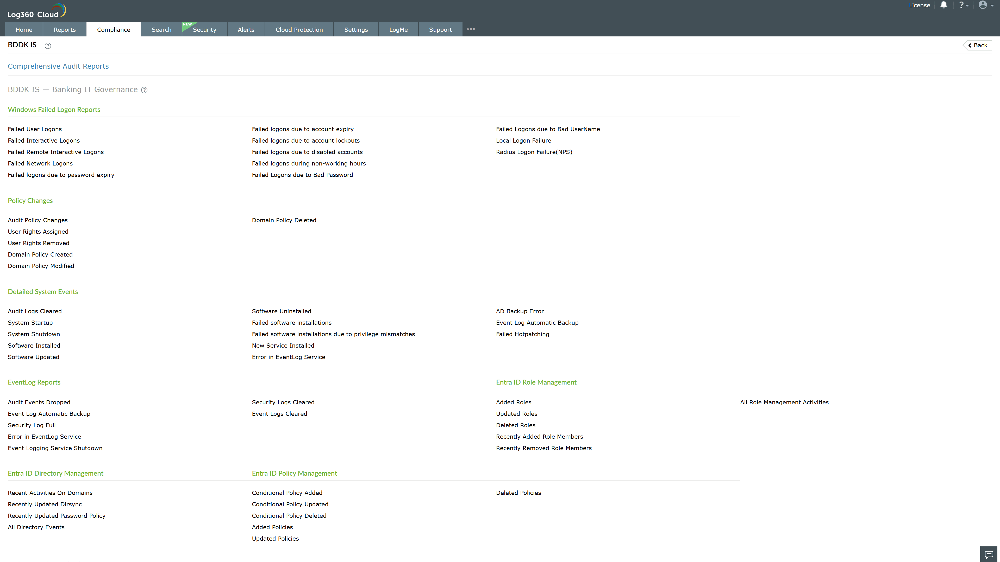 License
?
Log360 Cloud
Home
Reports
Compliance
Search
NEW
Security
Alerts
Cloud Protection
Settings
LogMe
Support
BDDK IS
?
Back
Comprehensive Audit Reports
BDDK IS — Banking IT Governance ?
Windows Failed Logon Reports
Failed User Logons
Failed Interactive Logons
Failed Remote Interactive Logons
Failed Network Logons
Failed logons due to password expiry
Failed logons due to account expiry
Failed logons due to account lockouts
Failed logons due to disabled accounts
Failed logons during non-working hours
Failed Logons due to Bad Password
Failed Logons due to Bad UserName
Local Logon Failure
Radius Logon Failure(NPS)
Policy Changes
Audit Policy Changes
User Rights Assigned
User Rights Removed
Domain Policy Created
Domain Policy Modified
Domain Policy Deleted
Detailed System Events
Audit Logs Cleared
System Startup
System Shutdown
Software Installed
Software Updated
Software Uninstalled
Failed software installations
Failed software installations due to privilege mismatches
New Service Installed
Error in EventLog Service
AD Backup Error
Event Log Automatic Backup
Failed Hotpatching
EventLog Reports
Audit Events Dropped
Event Log Automatic Backup
Security Log Full
Error in EventLog Service
Event Logging Service Shutdown
Security Logs Cleared
Event Logs Cleared
Entra ID Role Management
Added Roles
Updated Roles
Deleted Roles
Recently Added Role Members
Recently Removed Role Members
All Role Management Activities
Entra ID Directory Management
Recent Activities On Domains
Recently Updated Dirsync
Recently Updated Password Policy
All Directory Events
Entra ID Policy Management
Conditional Policy Added
Conditional Policy Updated
Conditional Policy Deleted
Added Policies
Updated Policies
Deleted Policies